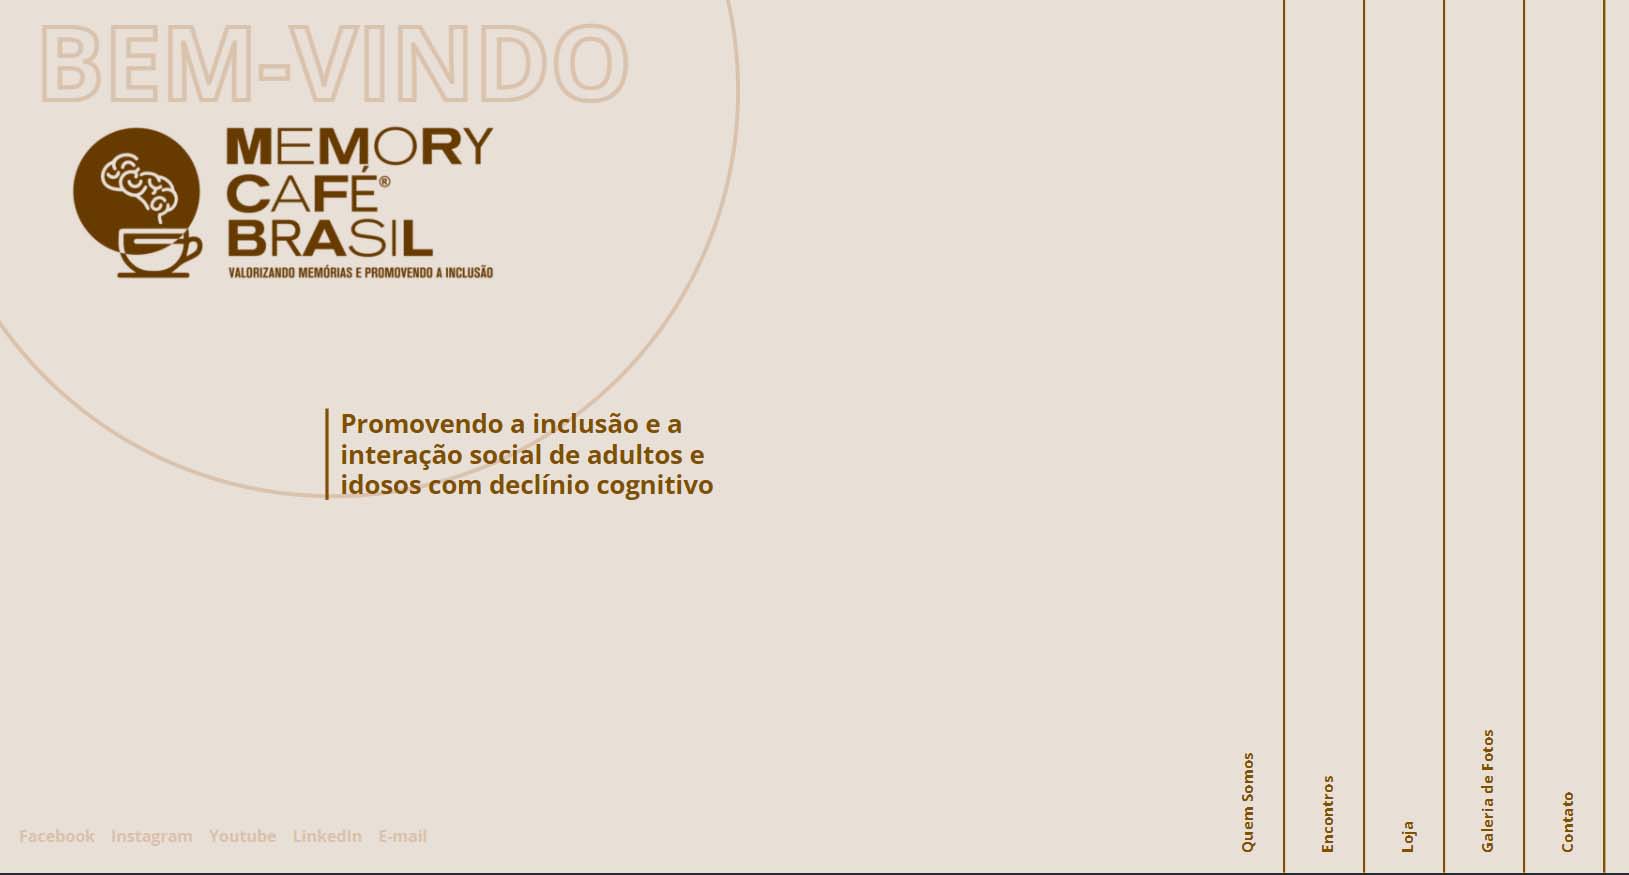 BEM-VINDO
MEMORY
CAFÉ®
BRASIL
VALORIZANDO MEMÓRIAS E PROMOVENDO A INCLUSÃO
Promovendo a inclusão e a
interação social de adultos e
idosos com declínio cognitivo
Quem Somos
Encontros
Loja
Galeria de Fotos
Contato
Facebook Instagram Youtube LinkedIn E-mail